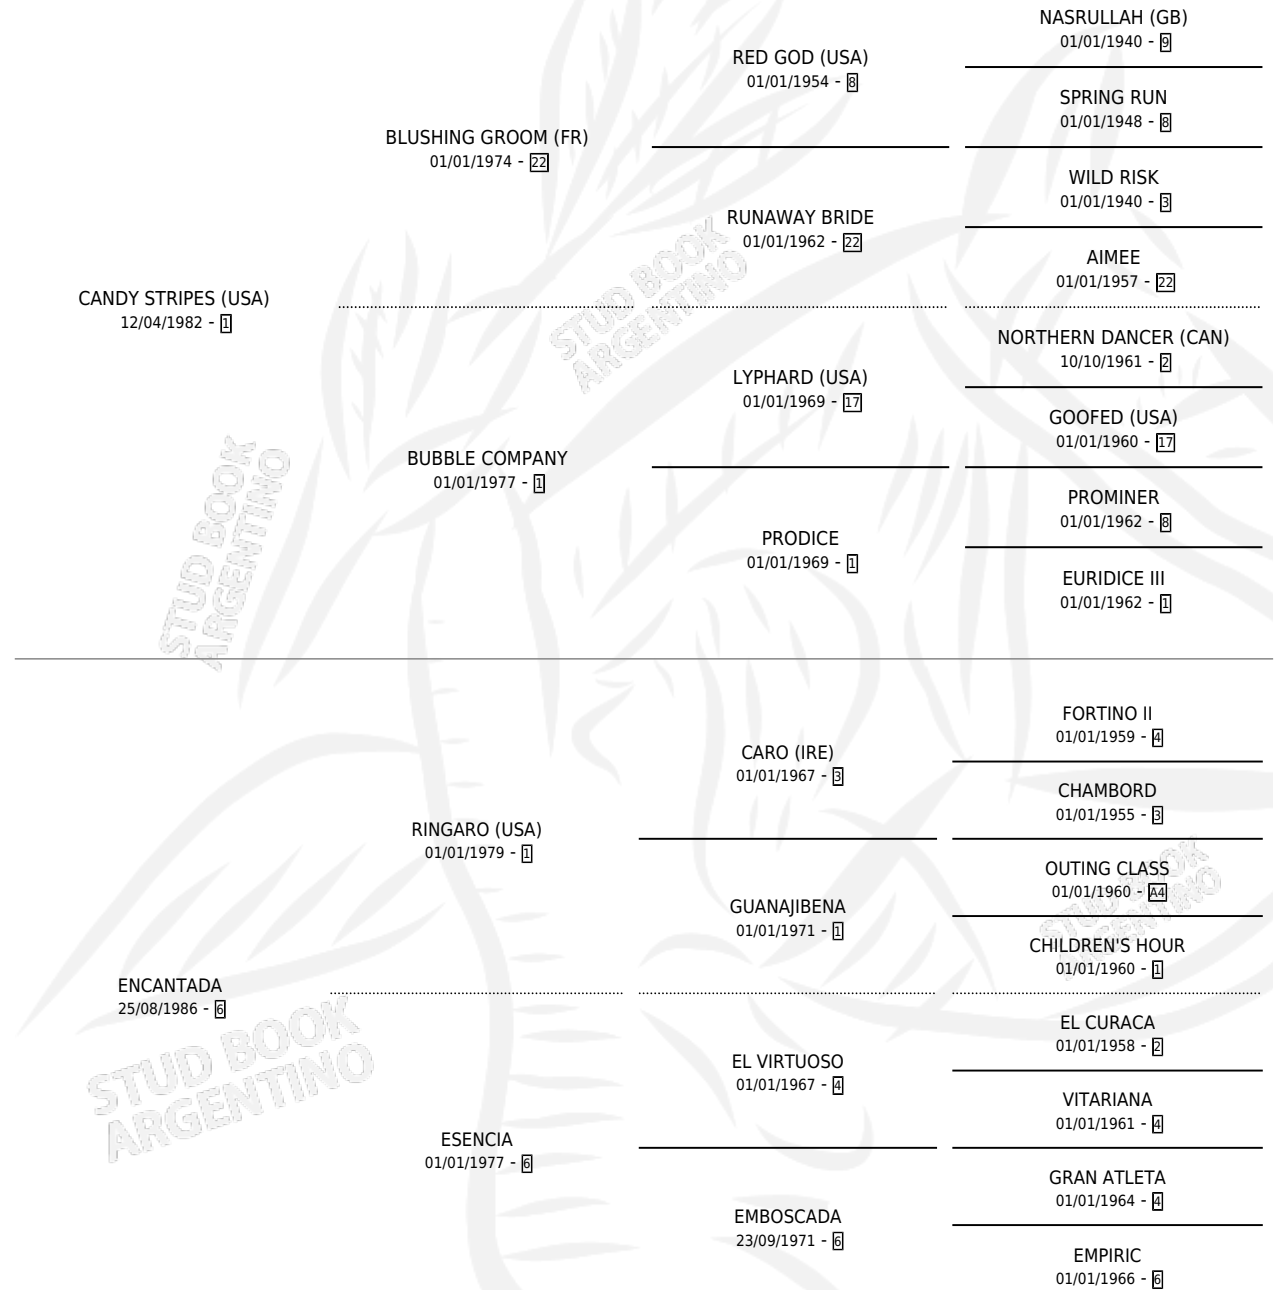 NASRULLAH (GB)
01/01/1940 - 9
RED GOD (USA)
01/01/1954 - 8
SPRING RUN
01/01/1948 - 8
BLUSHING GROOM (FR)
01/01/1974 - 22
WILD RISK
01/01/1940 - 3
RUNAWAY BRIDE
01/01/1962 - 22
AIMEE
01/01/1957 - 22
CANDY STRIPES (USA)
12/04/1982 - 1
NORTHERN DANCER (CAN)
10/10/1961 - 2
LYPHARD (USA)
01/01/1969 - 17
GOOFED (USA)
01/01/1960 - 17
BUBBLE COMPANY
01/01/1977 - 1
PROMINER
01/01/1962 - 8
PRODICE
01/01/1969 - 1
EURIDICE III
01/01/1962 - 1
FORTINO II
01/01/1959 - 4
CARO (IRE)
01/01/1967 - 3
CHAMBORD
01/01/1955 - 3
RINGARO (USA)
01/01/1979 - 1
OUTING CLASS
01/01/1960 - A4
GUANAJIBENA
01/01/1971 - 1
CHILDREN'S HOUR
01/01/1960 - 1
ENCANTADA
25/08/1986 - 6
EL CURACA
01/01/1958 - 2
EL VIRTUOSO
01/01/1967 - 4
VITARIANA
01/01/1961 - 4
ESENCIA
01/01/1977 - 6
GRAN ATLETA
01/01/1964 - 4
EMBOSCADA
23/09/1971 - 6
EMPIRIC
01/01/1966 - 6
STUD BOOK
ARGENTINO
STUD BOOK
ARGENTINO
STUD BOOK
ARGENTINO
STUD BOOK
ARGENTINO